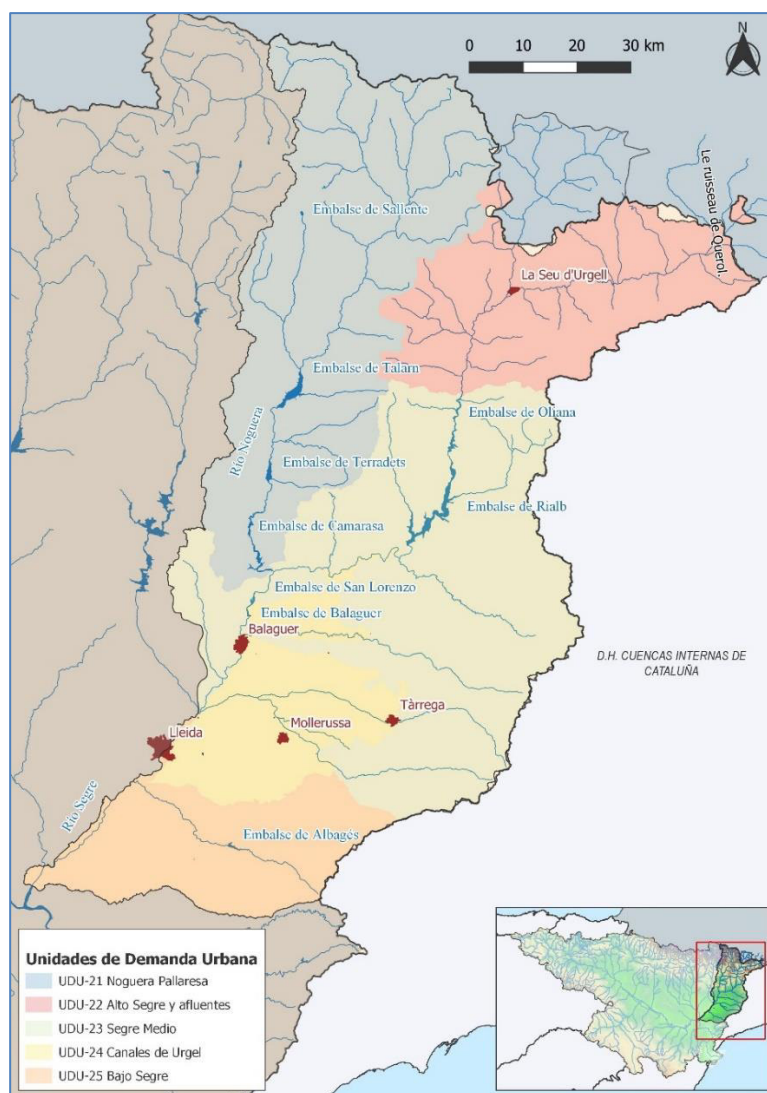 0 10 20 30 km
N
Le ruisseau de Querol.
Embalse de Sallente
La Seu d'Urgell
Embalse de Talarn
Embalse de Oliana
Río Noguera
Embalse de Terradets
Embalse de Rialb
Embalse de Camarasa
Embalse de San Lorenzo
Embalse de Balaguer
Balaguer
D.H. CUENCAS INTERNAS DE
CATALUÑA
Tàrrega
Mollerussa
Lleida
Río Segre
Embalse de Albagés
Unidades de Demanda Urbana
UDU-21 Noguera Pallaresa
UDU-22 Alto Segre y afluentes
UDU-23 Segre Medio
UDU-24 Canales de Urgel
UDU-25 Bajo Segre